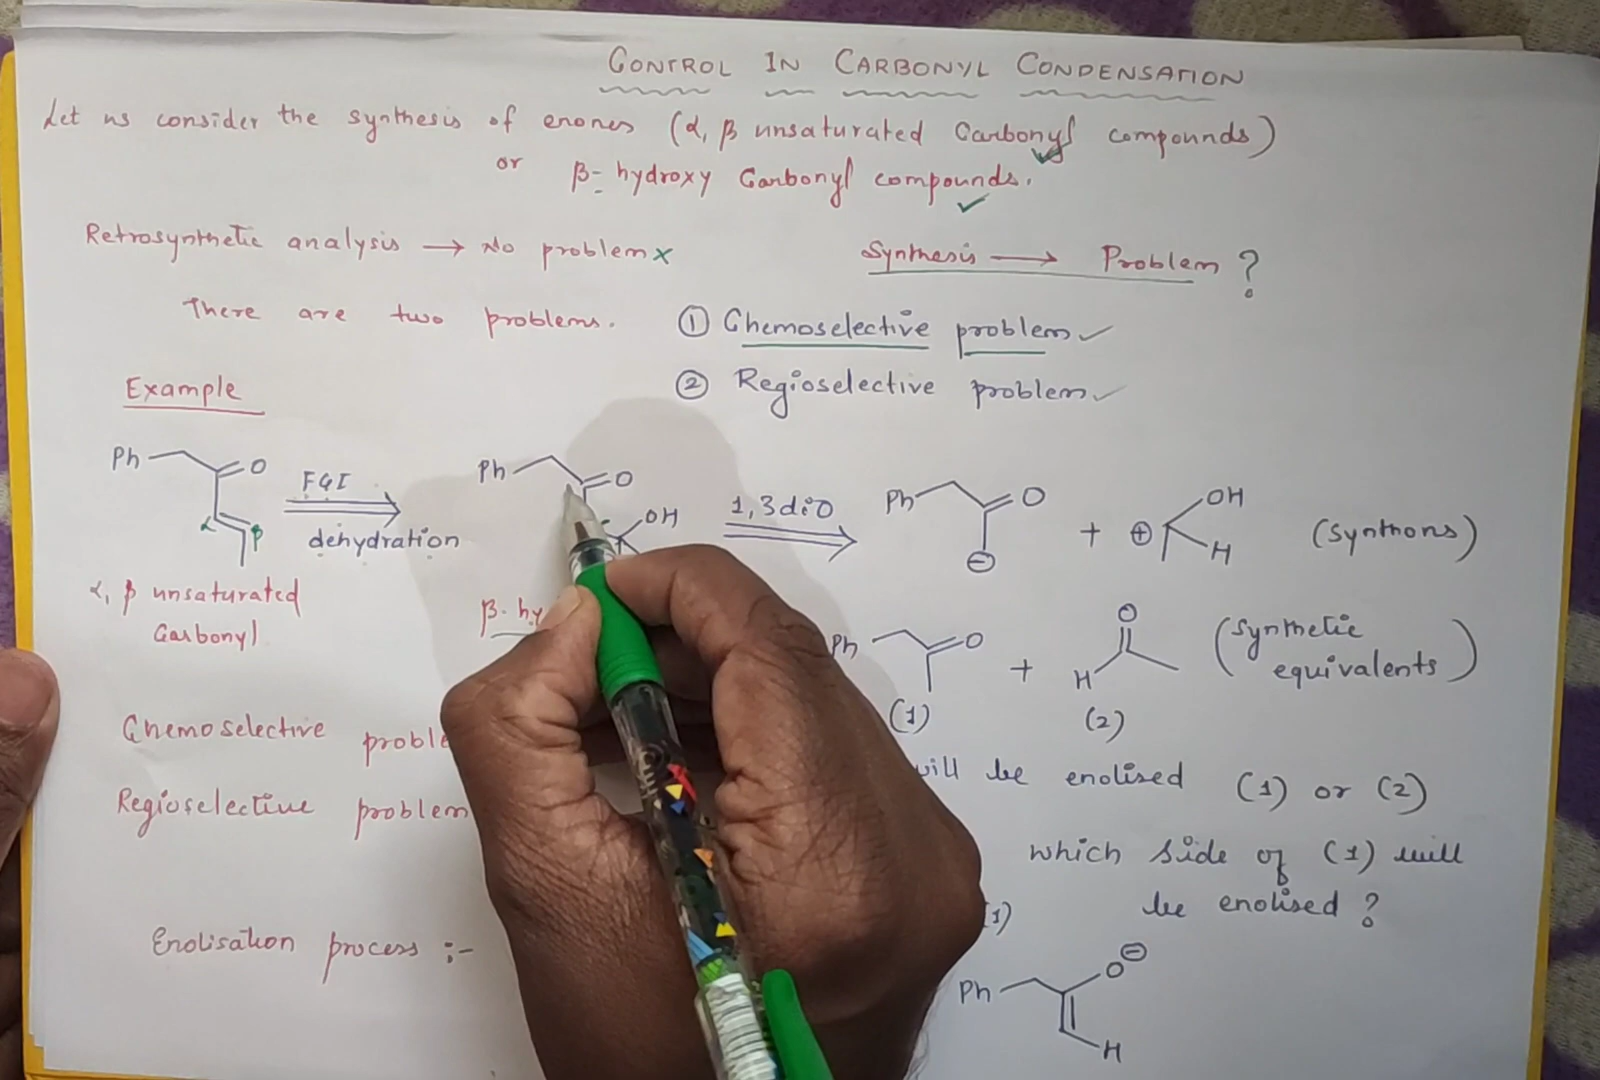 CONTROL IN CARBONYL CONDENSATION
Let us consider the synthesis of enones (α, β unsaturated Carbonyl compounds)
or β- hydroxy Carbonyl compounds.
Retrosynthetic analysis → No problem x
Synthesis → Problem ?
There are two problems.
① Chemoselective problem ✓
② Regioselective problem ✓
Example
Ph O α β
FGI
dehydration
Ph O OH
1,3 diO
Ph O ⊖ + ⊕ OH H (Synthons)
α, β unsaturated
Carbonyl
β- hy
Ph O + O H (Synthetic
equivalents)
(1) (2)
Chemoselective proble
will be enolised (1) or (2)
Regioselective problem
which side of (1) will
be enolised ?
(1)
Enolisation process :-
Ph O⊖ H